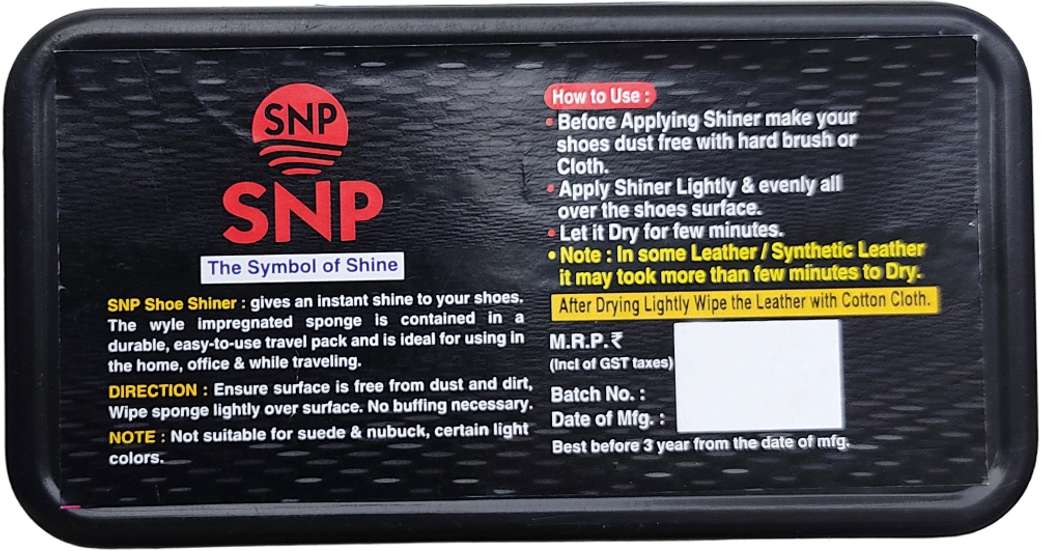 SNP
SNP
The Symbol of Shine
SNP Shoe Shiner : gives an instant shine to your shoes.
The wyle impregnated sponge is contained in a
durable, easy-to-use travel pack and is ideal for using in
the home, office & while traveling.
DIRECTION : Ensure surface is free from dust and dirt,
Wipe sponge lightly over surface. No buffing necessary.
NOTE : Not suitable for suede & nubuck, certain light
colors.
How to Use :
• Before Applying Shiner make your
shoes dust free with hard brush or
Cloth.
• Apply Shiner Lightly & evenly all
over the shoes surface.
• Let it Dry for few minutes.
• Note : In some Leather / Synthetic Leather
it may took more than few minutes to Dry.
After Drying Lightly Wipe the Leather with Cotton Cloth.
M.R.P.₹
(Incl of GST taxes)
Batch No. :
Date of Mfg. :
Best before 3 year from the date of mfg.